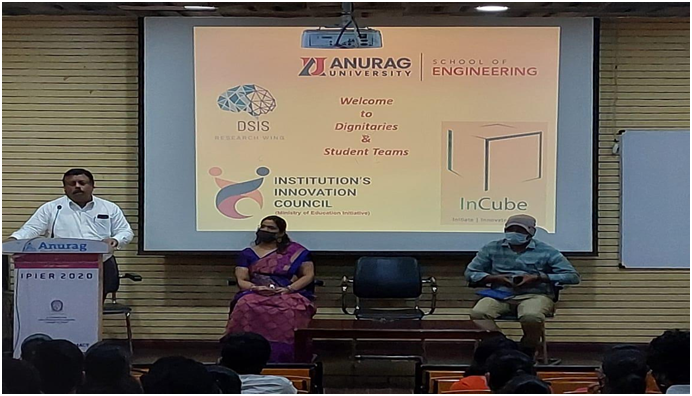 ANURAG
UNIVERSITY
SCHOOL OF
ENGINEERING
DSIS
RESEARCH WING
Welcome
to
Dignitaries
&
Student Teams
INSTITUTION'S
INNOVATION
COUNCIL
(Ministry of Education Initiative)
InCube
Anurag
IPIER 2020